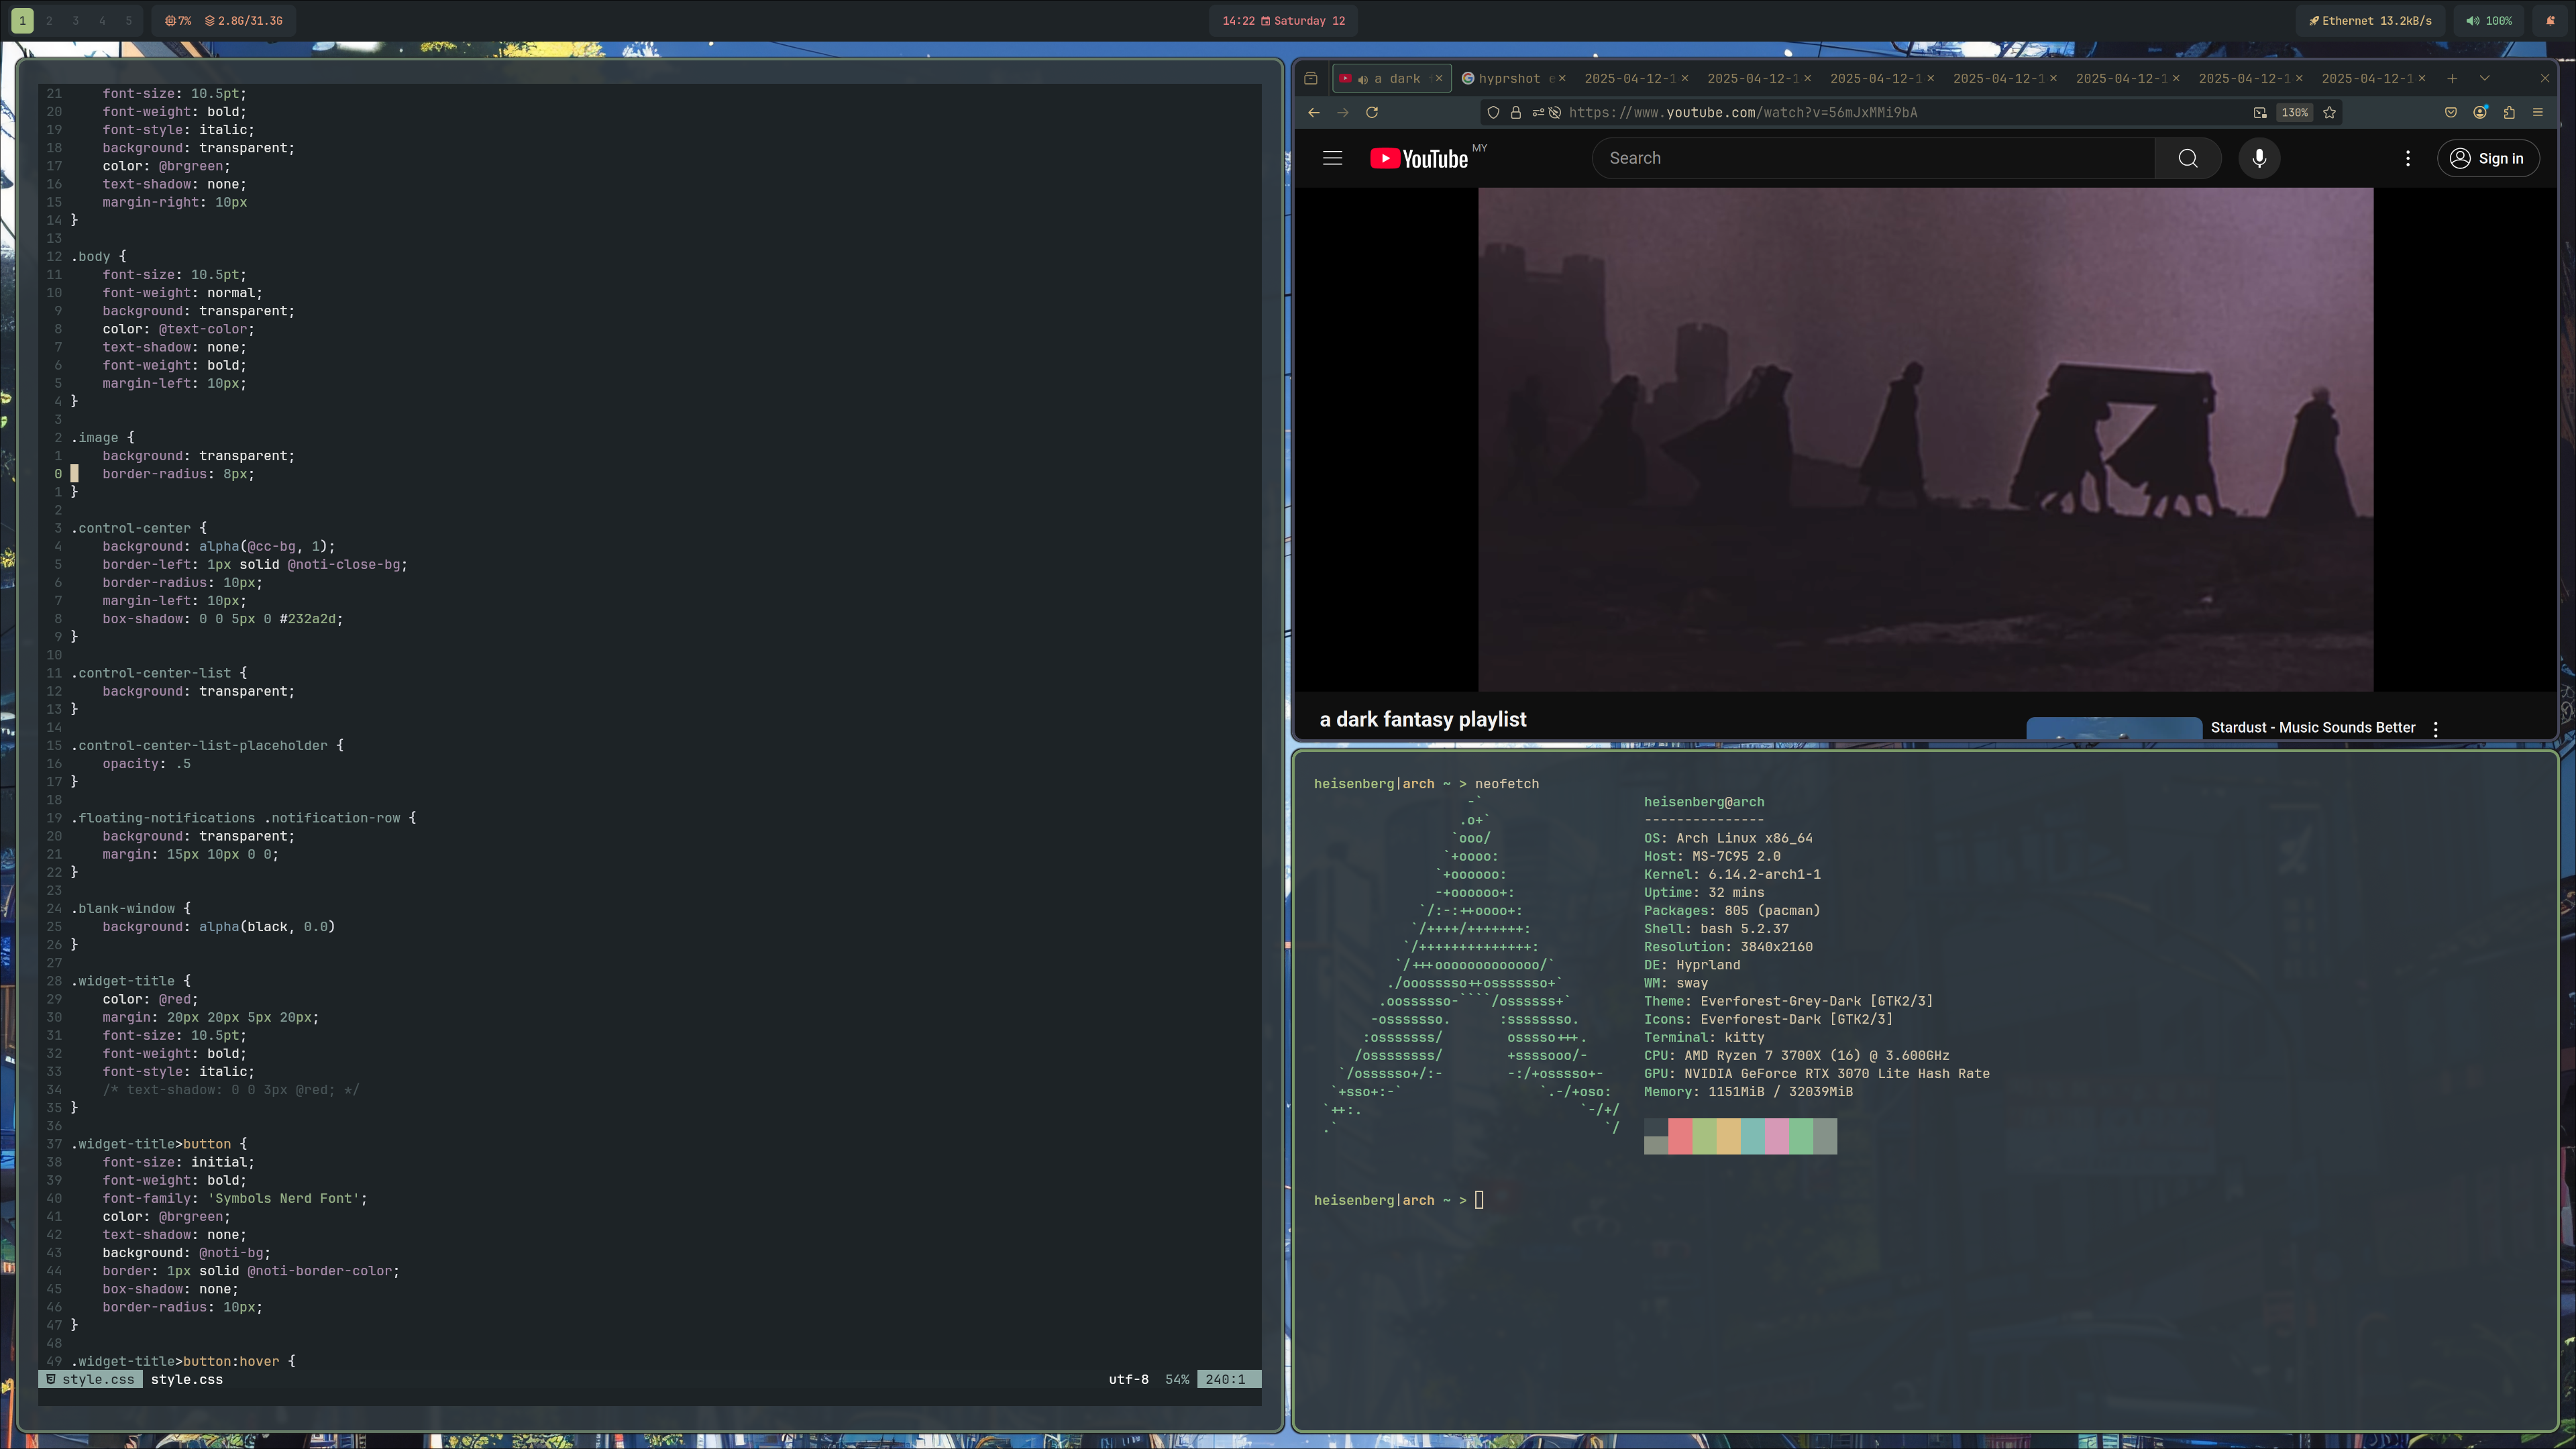 1 2 3 4 5 7% 2.8G/31.3G 14:22 Saturday 12 Ethernet 13.2kB/s 100%
21 font-size: 10.5pt;
20 font-weight: bold;
19 font-style: italic;
18 background: transparent;
17 color: @brgreen;
16 text-shadow: none;
15 margin-right: 10px
14 }
13
12 .body {
11 font-size: 10.5pt;
10 font-weight: normal;
9 background: transparent;
8 color: @text-color;
7 text-shadow: none;
6 font-weight: bold;
5 margin-left: 10px;
4 }
3
2 .image {
1 background: transparent;
0 border-radius: 8px;
1 }
2
3 .control-center {
4 background: alpha(@cc-bg, 1);
5 border-left: 1px solid @noti-close-bg;
6 border-radius: 10px;
7 margin-left: 10px;
8 box-shadow: 0 0 5px 0 #232a2d;
9 }
10
11 .control-center-list {
12 background: transparent;
13 }
14
15 .control-center-list-placeholder {
16 opacity: .5
17 }
18
19 .floating-notifications .notification-row {
20 background: transparent;
21 margin: 15px 10px 0 0;
22 }
23
24 .blank-window {
25 background: alpha(black, 0.0)
26 }
27
28 .widget-title {
29 color: @red;
30 margin: 20px 20px 5px 20px;
31 font-size: 10.5pt;
32 font-weight: bold;
33 font-style: italic;
34 /* text-shadow: 0 0 3px @red; */
35 }
36
37 .widget-title>button {
38 font-size: initial;
39 font-weight: bold;
40 font-family: 'Symbols Nerd Font';
41 color: @brgreen;
42 text-shadow: none;
43 background: @noti-bg;
44 border: 1px solid @noti-border-color;
45 box-shadow: none;
46 border-radius: 10px;
47 }
48
49 .widget-title>button:hover {
style.css style.css utf-8 54% 240:1
a dark hyprshot 2025-04-12-1 2025-04-12-1 2025-04-12-1 2025-04-12-1 2025-04-12-1 2025-04-12-1 2025-04-12-1
https://www.youtube.com/watch?v=56mJxMMi9bA 130%
YouTube MY Search Sign in
a dark fantasy playlist
Stardust - Music Sounds Better
heisenberg|arch ~ > neofetch
-`
.o+`
`ooo/
`+oooo:
`+oooooo:
-+oooooo+:
`/:-:++oooo+:
`/++++/+++++++:
`/++++++++++++++:
`/+++ooooooooooooo/`
./ooosssso++osssssso+`
.oossssso-````/ossssss+`
-osssssso. :ssssssso.
:osssssss/ osssso+++.
/ossssssss/ +ssssooo/-
`/ossssso+/:- -:/+osssso+-
`+sso+:-` `.-/+oso:
`++:. `-/+/
.` `/
heisenberg@arch
---------------
OS: Arch Linux x86_64
Host: MS-7C95 2.0
Kernel: 6.14.2-arch1-1
Uptime: 32 mins
Packages: 805 (pacman)
Shell: bash 5.2.37
Resolution: 3840x2160
DE: Hyprland
WM: sway
Theme: Everforest-Grey-Dark [GTK2/3]
Icons: Everforest-Dark [GTK2/3]
Terminal: kitty
CPU: AMD Ryzen 7 3700X (16) @ 3.600GHz
GPU: NVIDIA GeForce RTX 3070 Lite Hash Rate
Memory: 1151MiB / 32039MiB
heisenberg|arch ~ >